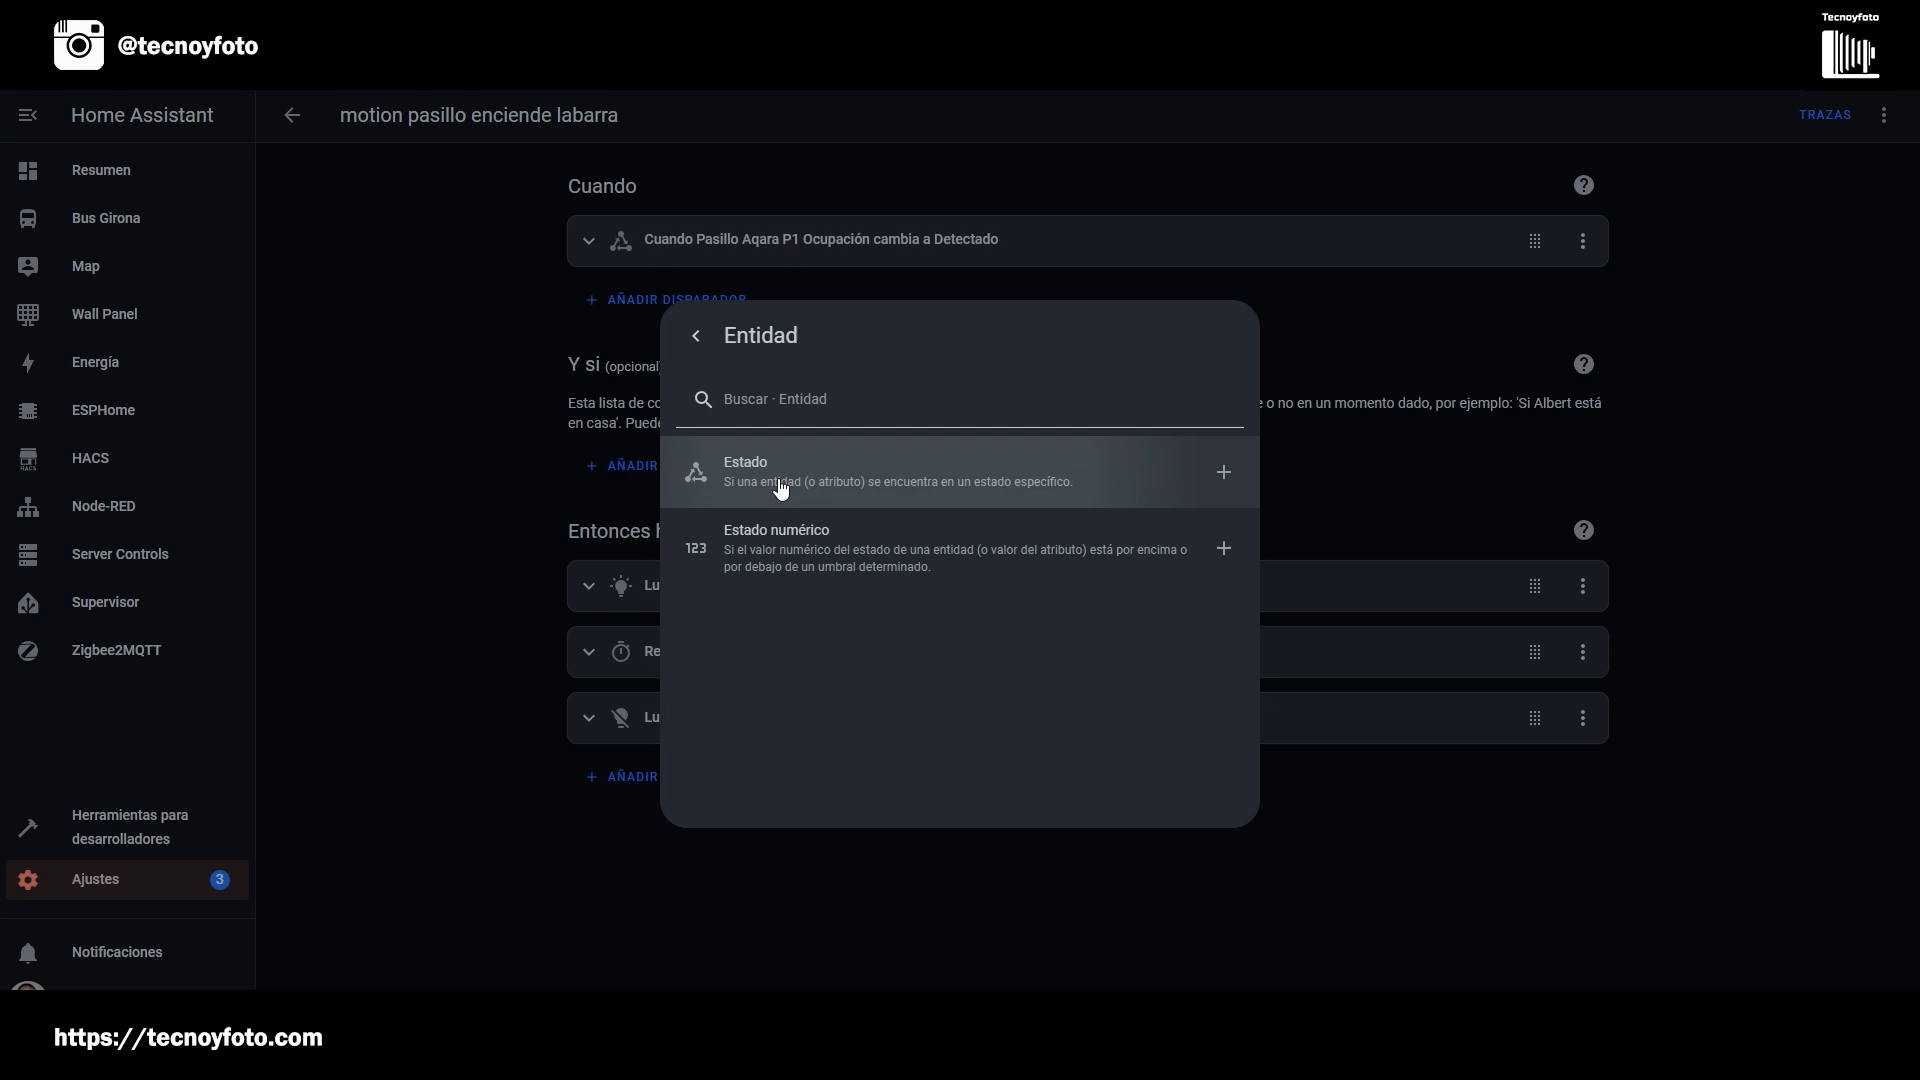 @tecnoyfoto
Tecnoyfoto
Home Assistant
motion pasillo enciende labarra
TRAZAS
Resumen
Bus Girona
Map
Wall Panel
Energía
ESPHome
HACS
HACS
Node-RED
Server Controls
Supervisor
Zigbee2MQTT
Herramientas para
desarrolladores
Ajustes
3
Notificaciones
Cuando
Cuando Pasillo Aqara P1 Ocupación cambia a Detectado
+ AÑADIR DISPARADOR
Y si (opcional)
Esta lista de
e o no en un momento dado, por ejemplo: 'Si Albert está
en casa'.
+ AÑADIR
Entonces
Lu
Re
Lu
+ AÑADIR
Entidad
Buscar · Entidad
Estado
Si una entidad (o atributo) se encuentra en un estado específico.
123
Estado numérico
Si el valor numérico del estado de una entidad (o valor del atributo) está por encima o
por debajo de un umbral determinado.
https://tecnoyfoto.com